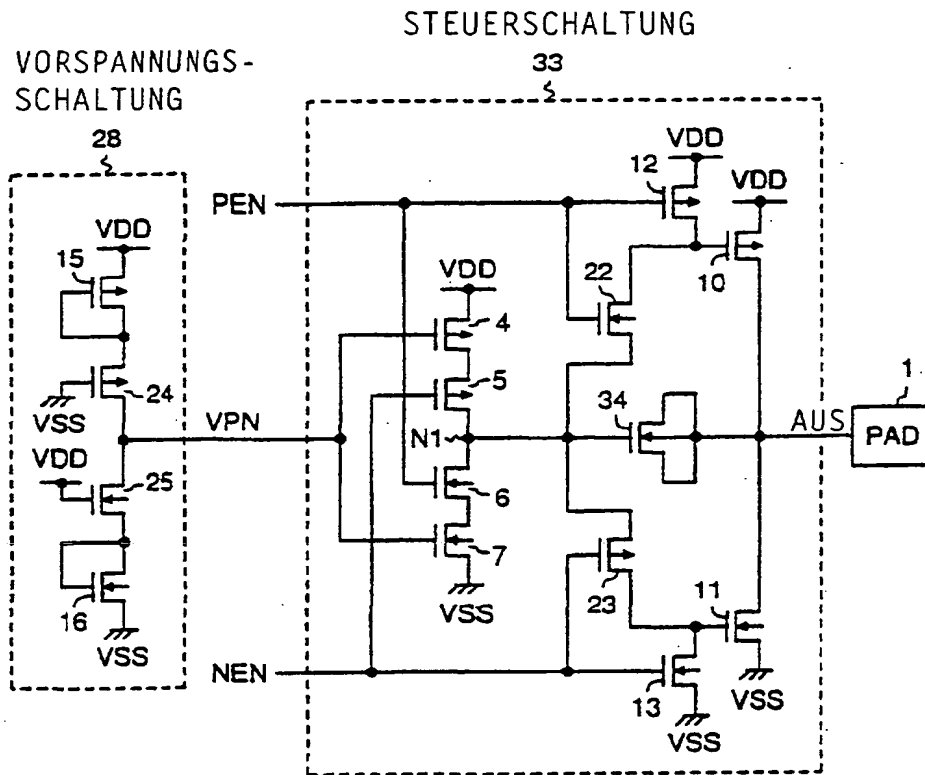 STEUERSCHALTUNG
33
VORSPANNUNGS-
SCHALTUNG
28
VDD
12
VDD
PEN
VDD
15
10
22
VDD
4
24
VSS
5
34
1
VPN
N1
AUS
PAD
VDD
25
6
7
23
11
16
VSS
VSS
NEN
13
VSS
VSS